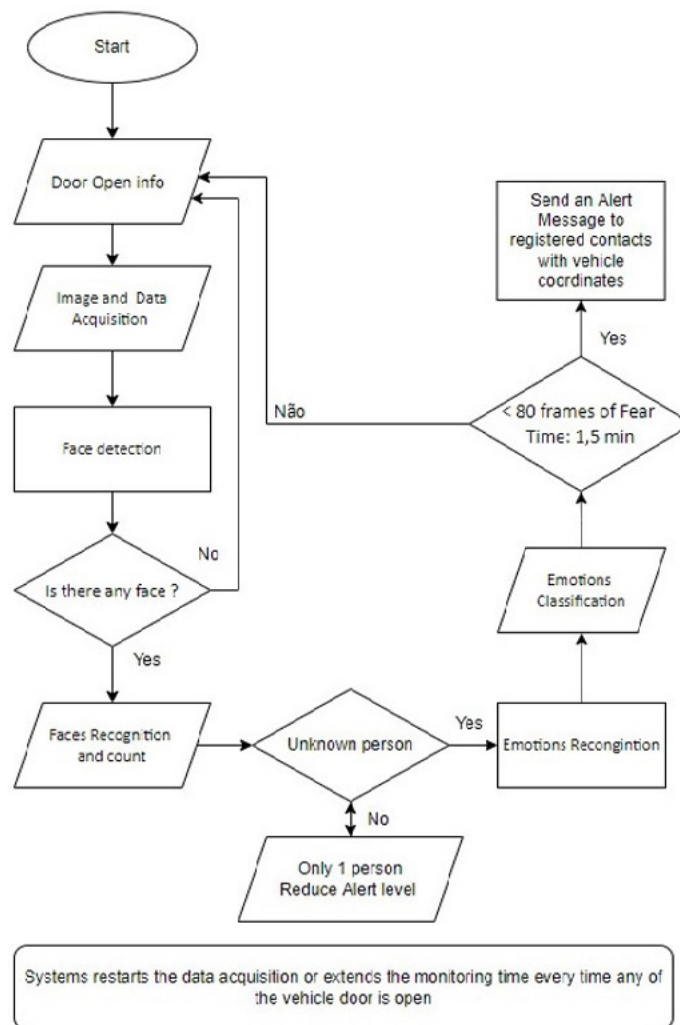 Start
Door Open info
Image and Data
Acquisition
Face detection
Is there any face ?
No
Yes
Faces Recognition
and count
Unknown person
Yes
No
Only 1 person
Reduce Alert level
Emotions Recongintion
Emotions
Classification
< 80 frames of Fear
Time: 1,5 min
Não
Yes
Send an Alert
Message to
registered contacts
with vehicle
cocrdinates
Systems restarts the data acquisition or extends the monitoring time every time any of
the vehicle door is open